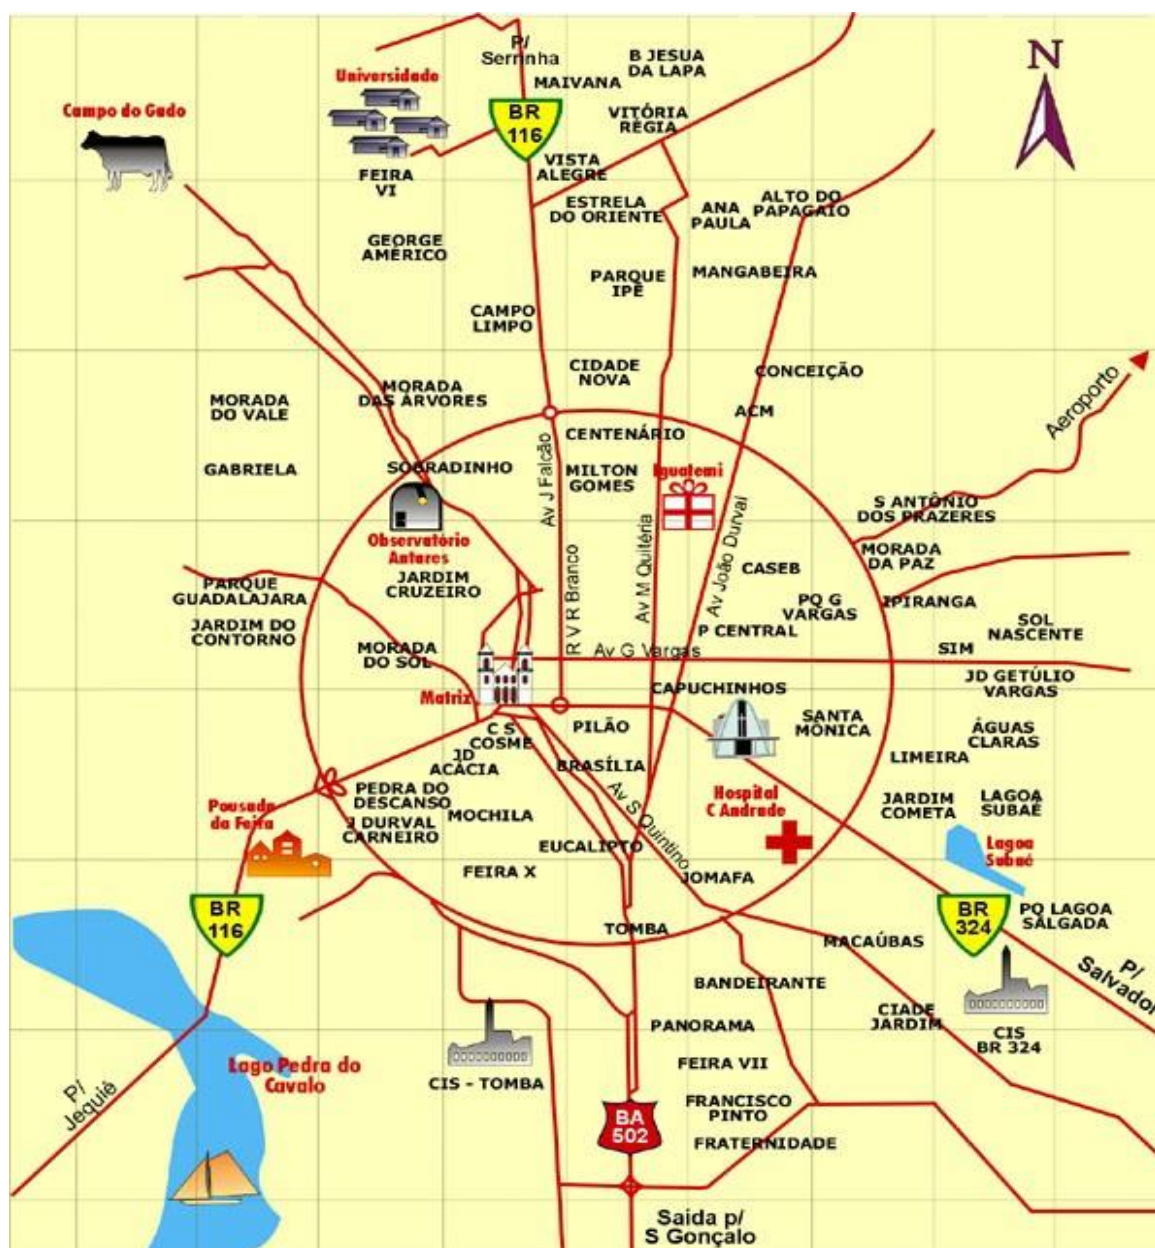 P/
Serrinha
B JESUA
DA LAPA
N
Universidade
MAIVANA
Campo do Gado
BR
116
VITÓRIA
RÉGIA
FEIRA
VI
VISTA
ALEGRE
ESTRELA
DO ORIENTE
ANA
PAULA
ALTO DO
PAPAGAIO
GEORGE
AMÉRICO
PARQUE
IPÊ
MANGABEIRA
CAMPO
LIMPO
CIDADE
NOVA
CONCEIÇÃO
Aeroporto
MORADA
DO VALE
MORADA
DAS ÁRVORES
ACM
CENTENÁRIO
GABRIELA
SOBRADINHO
Av J Falcão
MILTON
GOMES
Iguatemi
S ANTÔNIO
DOS PRAZERES
Observatório
Antares
Av João Durval
MORADA
DA PAZ
PARQUE
GUADALAJARA
JARDIM
CRUZEIRO
R V R Branco
Av M Quitéria
CASEB
PQ G
VARGAS
IPIRANGA
JARDIM DO
CONTORNO
P CENTRAL
SOL
NASCENTE
MORADA
DO SOL
Av G Vargas
SIM
JD GETÚLIO
VARGAS
Matriz
CAPUCHINHOS
C S
COSME
PILÃO
SANTA
MÔNICA
ÁGUAS
CLARAS
JD
ACÁCIA
BRASÍLIA
LIMEIRA
PEDRA DO
DESCANSO
Av S Quintino
Hospital
C Andrade
JARDIM
COMETA
LAGOA
SUBAÉ
Pousada
da Feira
J DURVAL
CARNEIRO
MOCHILA
EUCALIPTO
Lagoa
Subaé
FEIRA X
JOMAFA
BR
116
TOMBA
MACAÚBAS
BR
324
PQ LAGOA
SALGADA
BANDEIRANTE
P/
Salvador
PANORAMA
CIADE
JARDIM
CIS
BR 324
Lago Pedra do
Cavalo
CIS - TOMBA
FEIRA VII
P/
Jequié
FRANCISCO
PINTO
BA
502
FRATERNIDADE
Saida p/
S Gonçalo